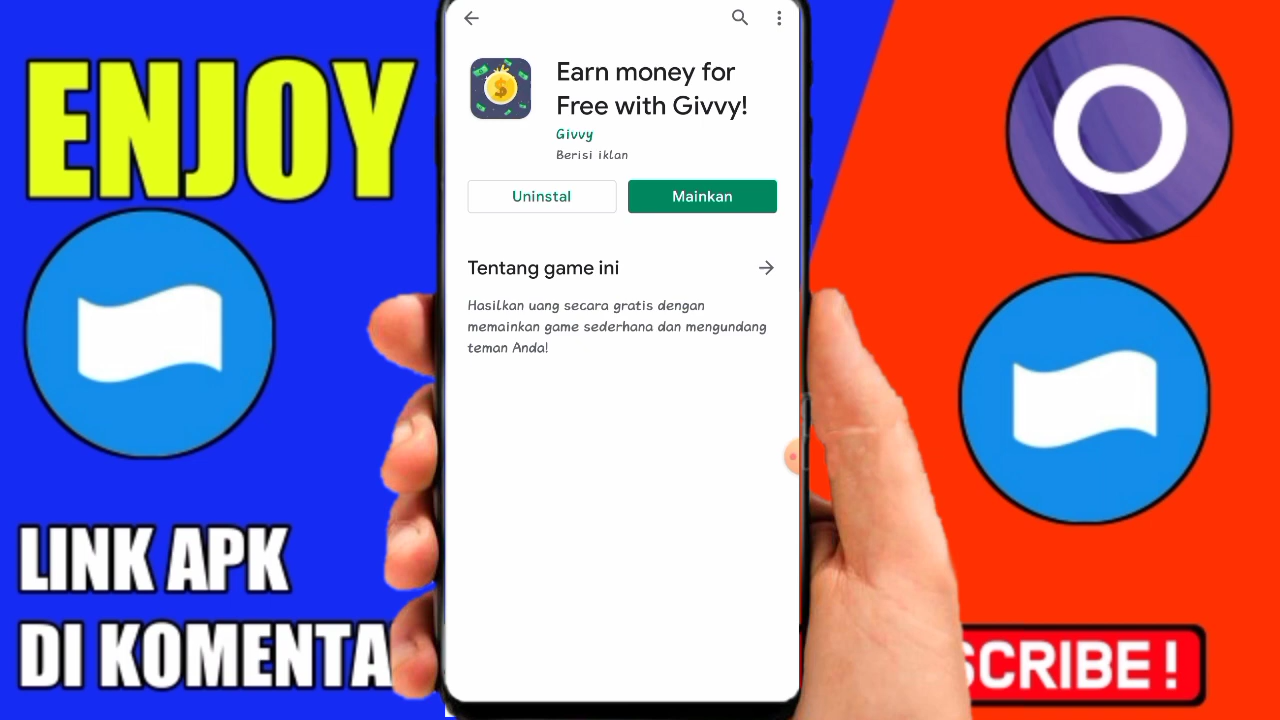 ENJOY
Earn money for
Free with Givvy!
Givvy
Berisi iklan
Uninstal
Mainkan
Tentang game ini
Hasilkan uang secara gratis dengan
memainkan game sederhana dan mengundang
teman Anda!
LINK APK
DI KOMENTA
SCRIBE !